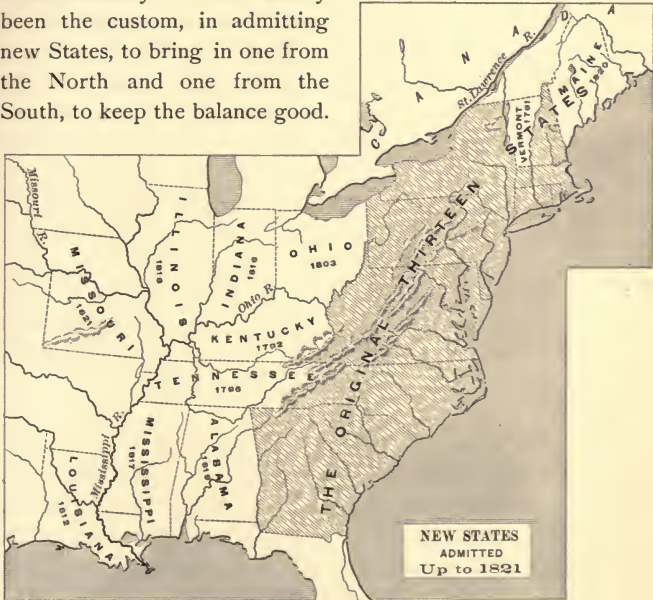 been the custom, in admitting
new States, to bring in one from
the North and one from the
South, to keep the balance good.
CANADA
St. Lawrence R.
MAINE
1820
VERMONT
1791
THE ORIGINAL THIRTEEN STATES
Missouri R.
MISSOURI
1821
ILLINOIS
1818
INDIANA
1816
OHIO
1803
Ohio R.
KENTUCKY
1792
TENNESSEE
1796
Mississippi R.
LOUISIANA
1812
MISSISSIPPI
1817
ALABAMA
1819
NEW STATES
ADMITTED
Up to 1821